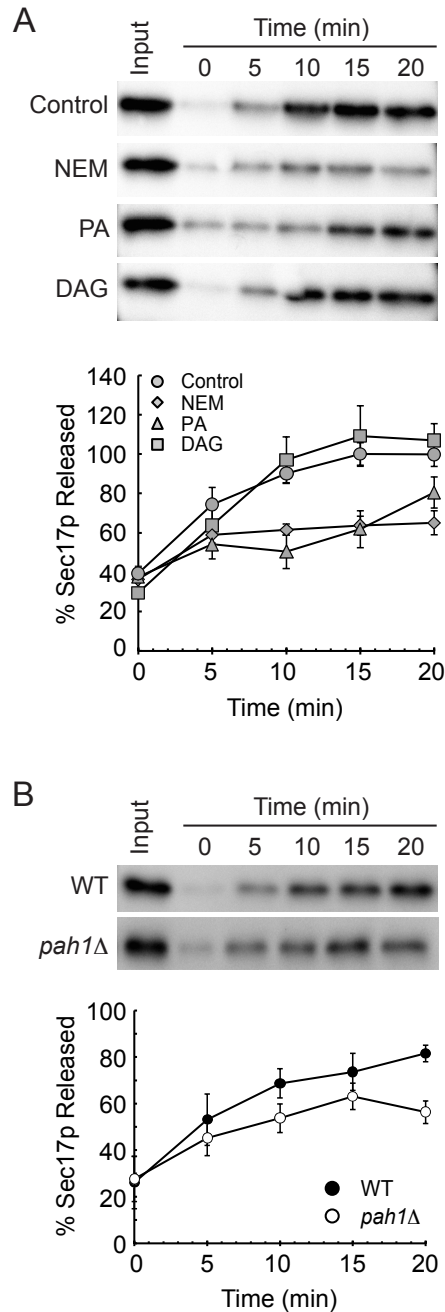 A
Input
Time (min)
0 5 10 15 20
Control
NEM
PA
DAG
140
120
100
80
60
40
20
0
% Sec17p Released
Control
NEM
PA
DAG
0 5 10 15 20
Time (min)
B
Input
Time (min)
0 5 10 15 20
WT
pah1Δ
100
80
60
40
20
0
% Sec17p Released
WT
pah1Δ
0 5 10 15 20
Time (min)